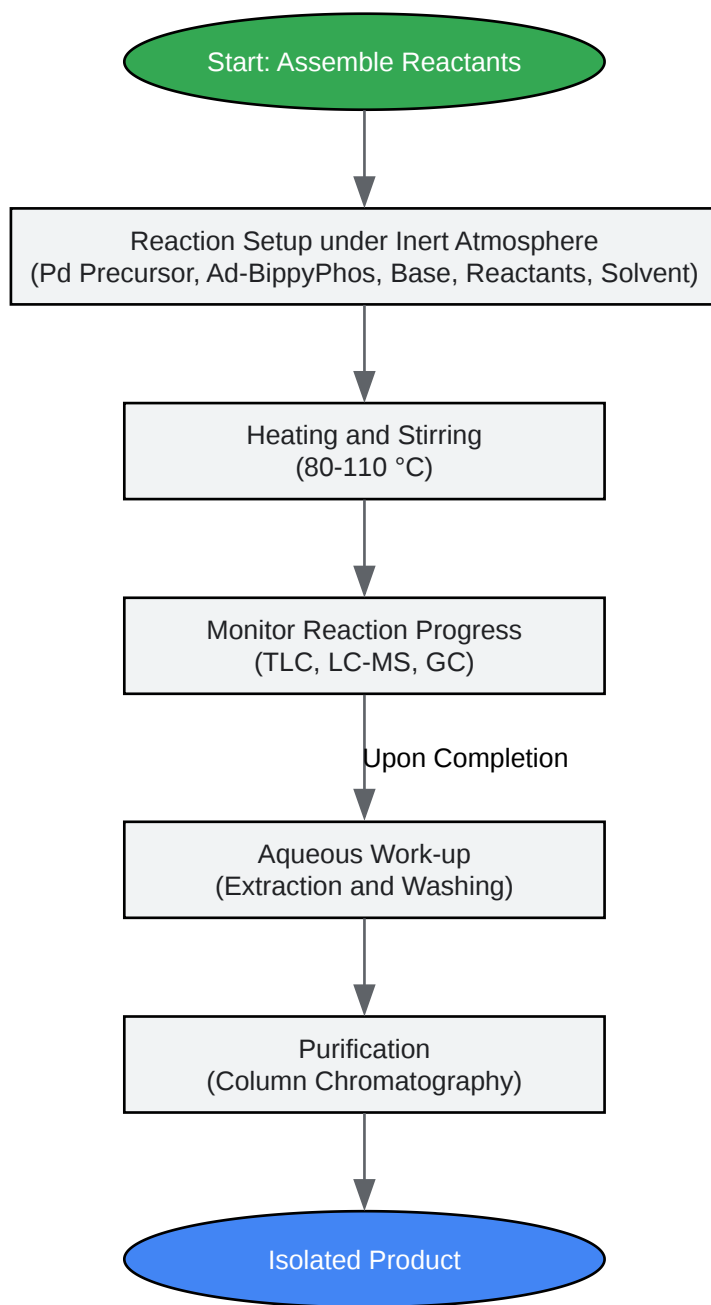 Start: Assemble Reactants
Reaction Setup under Inert Atmosphere
(Pd Precursor, Ad-BippyPhos, Base, Reactants, Solvent)
Heating and Stirring
(80-110 °C)
Monitor Reaction Progress
(TLC, LC-MS, GC)
Upon Completion
Aqueous Work-up
(Extraction and Washing)
Purification
(Column Chromatography)
Isolated Product